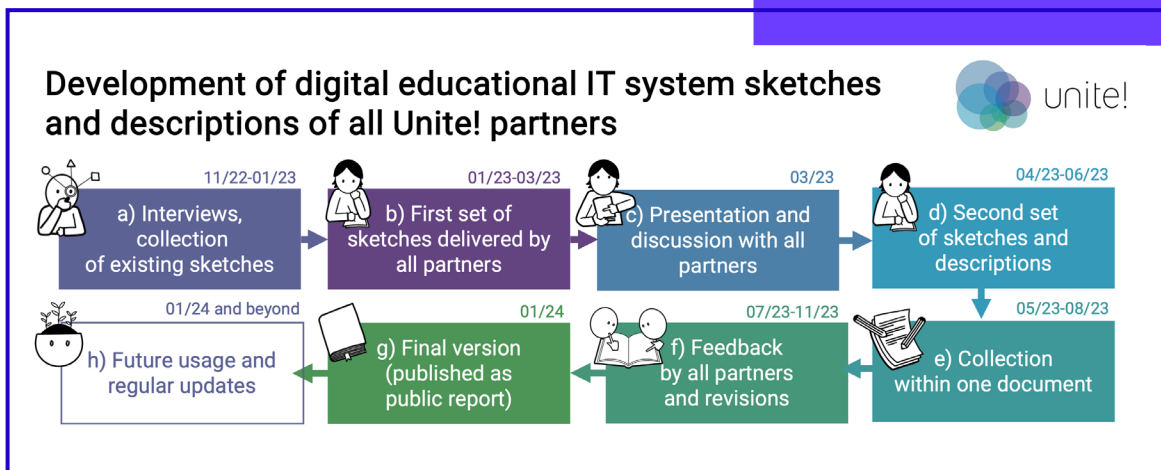 Development of digital educational IT system sketches
and descriptions of all Unite! partners
unite!
11/22-01/23
a) Interviews,
collection
of existing sketches
01/23-03/23
b) First set of
sketches delivered by
all partners
03/23
c) Presentation and
discussion with all
partners
04/23-06/23
d) Second set
of sketches and
descriptions
05/23-08/23
e) Collection
within one document
07/23-11/23
f) Feedback
by all partners
and revisions
01/24
g) Final version
(published as
public report)
01/24 and beyond
h) Future usage and
regular updates